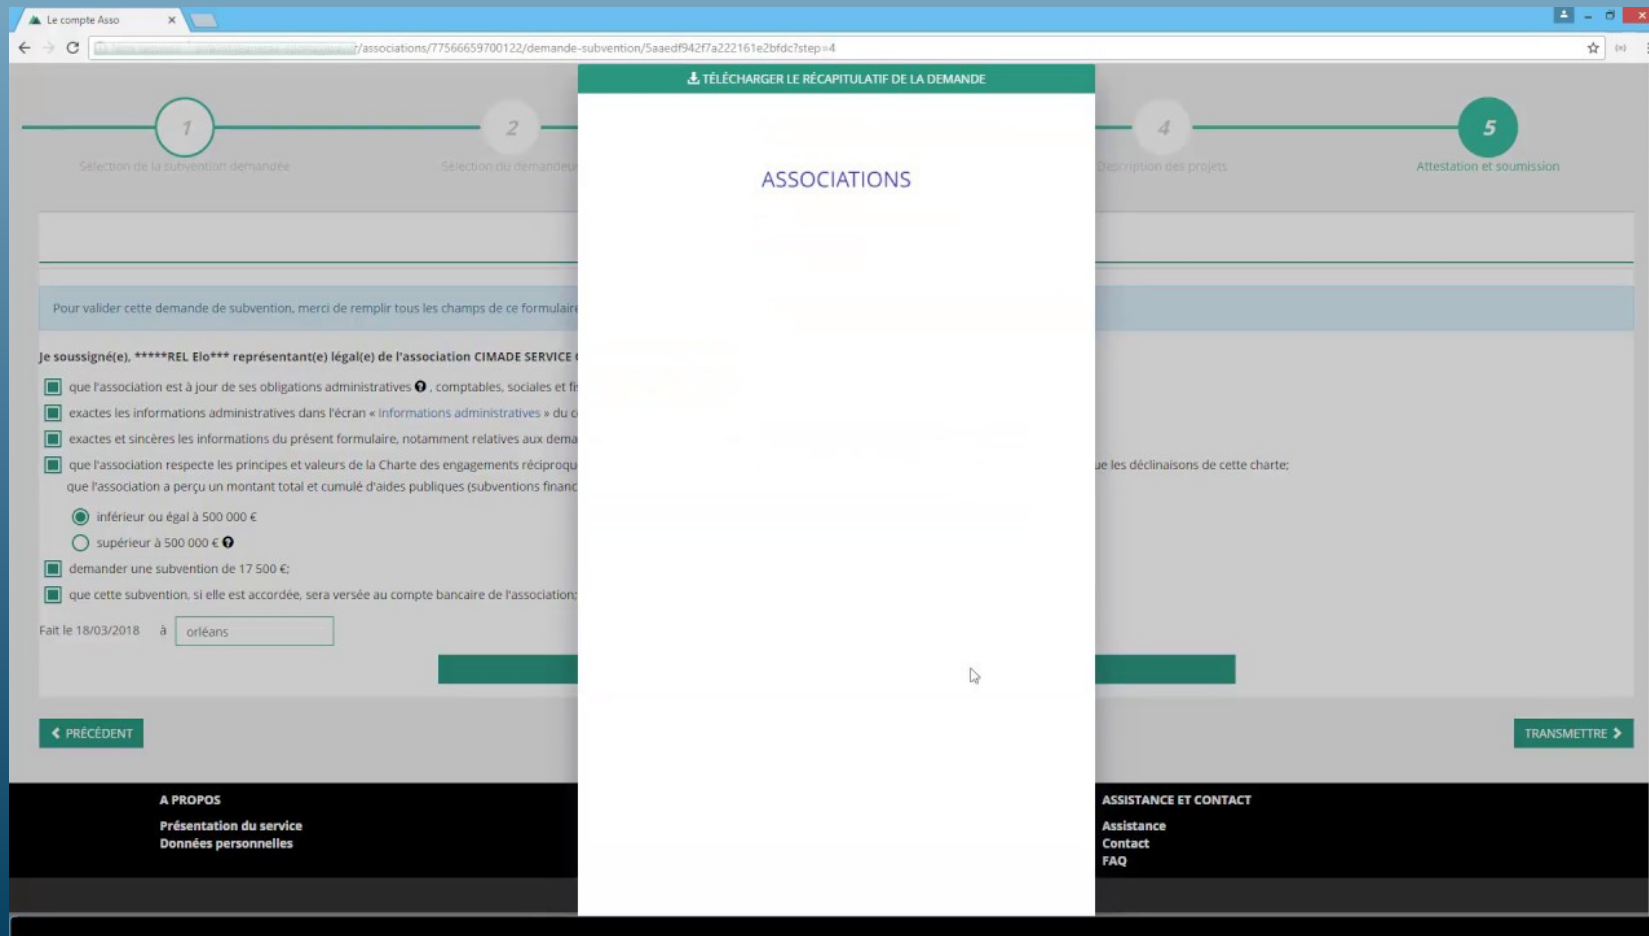 Le compte Asso
/associations/77566659700122/demande-subvention/5aaedf942f7a222161e2bfdc?step=4
TÉLÉCHARGER LE RÉCAPITULATIF DE LA DEMANDE
1
2
4
5
Sélection de la subvention demandée
Sélection du demandeur
Description des projets
Attestation et soumission
ASSOCIATIONS
Pour valider cette demande de subvention, merci de remplir tous les champs de ce formulaire
Je soussigné(e), *****REL Elo*** représentant(e) légal(e) de l'association CIMADE SERVICE
que l'association est à jour de ses obligations administratives ?, comptables, sociales et
exactes les informations administratives dans l'écran « Informations administratives » du
exactes et sincères les informations du présent formulaire, notamment relatives aux
que l'association respecte les principes et valeurs de la Charte des engagements
que les déclinaisons de cette charte;
que l'association a perçu un montant total et cumulé d'aides publiques (subventions
inférieur ou égal à 500 000 €
supérieur à 500 000 € ?
demander une subvention de 17 500 €;
que cette subvention, si elle est accordée, sera versée au compte bancaire de l'association;
Fait le 18/03/2018 à orléans
PRÉCÉDENT
TRANSMETTRE
A PROPOS
Présentation du service
Données personnelles
ASSISTANCE ET CONTACT
Assistance
Contact
FAQ